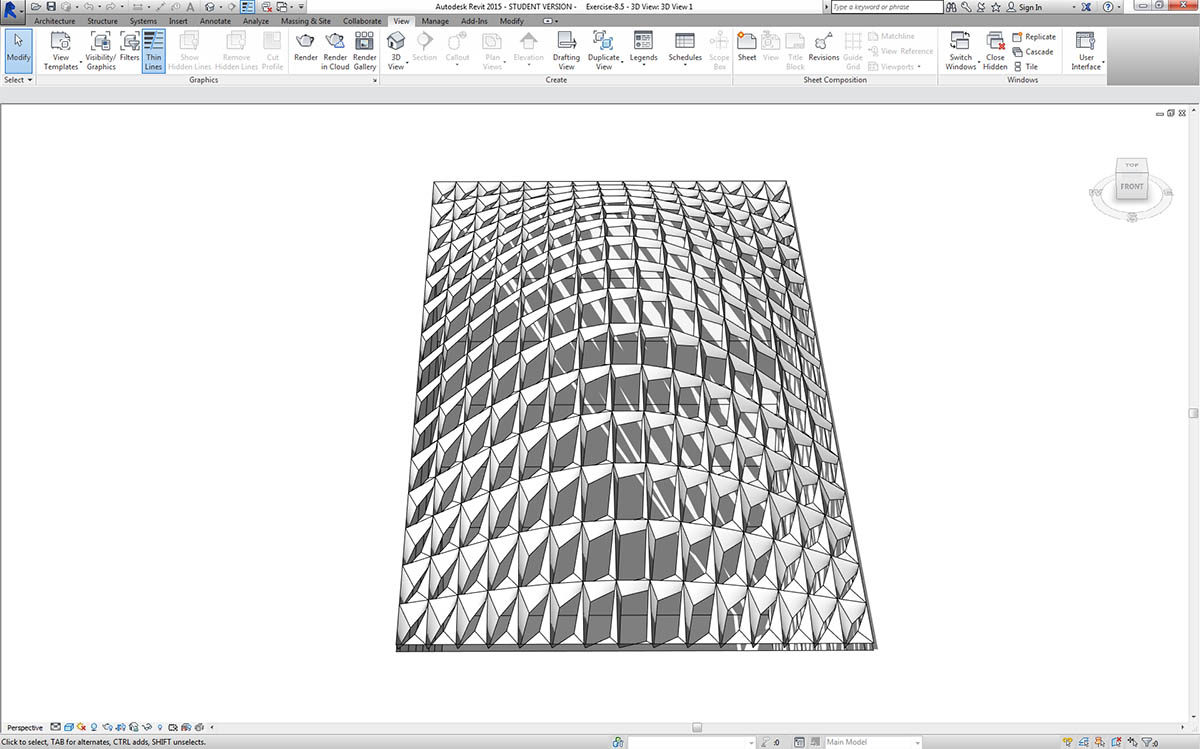 Autodesk Revit 2015 - STUDENT VERSION - Exercise-8.5 - 3D View: 3D View 1
Type a keyword or phrase
Sign In
Architecture Structure Systems Insert Annotate Analyze Massing & Site Collaborate View Manage Add-Ins Modify
Modify
View Templates
Visibility/ Graphics
Filters
Thin Lines
Show Hidden Lines
Remove Hidden Lines
Cut Profile
Render
Render in Cloud
Render Gallery
3D View
Section
Callout
Plan Views
Elevation
Drafting View
Duplicate View
Legends
Schedules
Scope Box
Sheet
View
Title Block
Revisions
Guide Grid
Matchline
View Reference
Viewports
Switch Windows
Close Hidden
Replicate
Cascade
Tile
User Interface
Select Graphics Create Sheet Composition Windows
TOP
FRONT
Perspective
Click to select, TAB for alternates, CTRL adds, SHIFT unselects.
:0
Main Model
:0